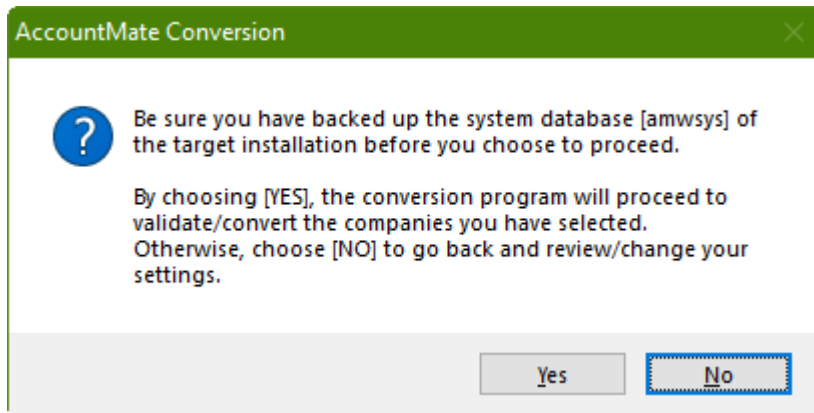 AccountMate Conversion
Be sure you have backed up the system database [amwsys] of
the target installation before you choose to proceed.
By choosing [YES], the conversion program will proceed to
validate/convert the companies you have selected.
Otherwise, choose [NO] to go back and review/change your
settings.
Yes
No